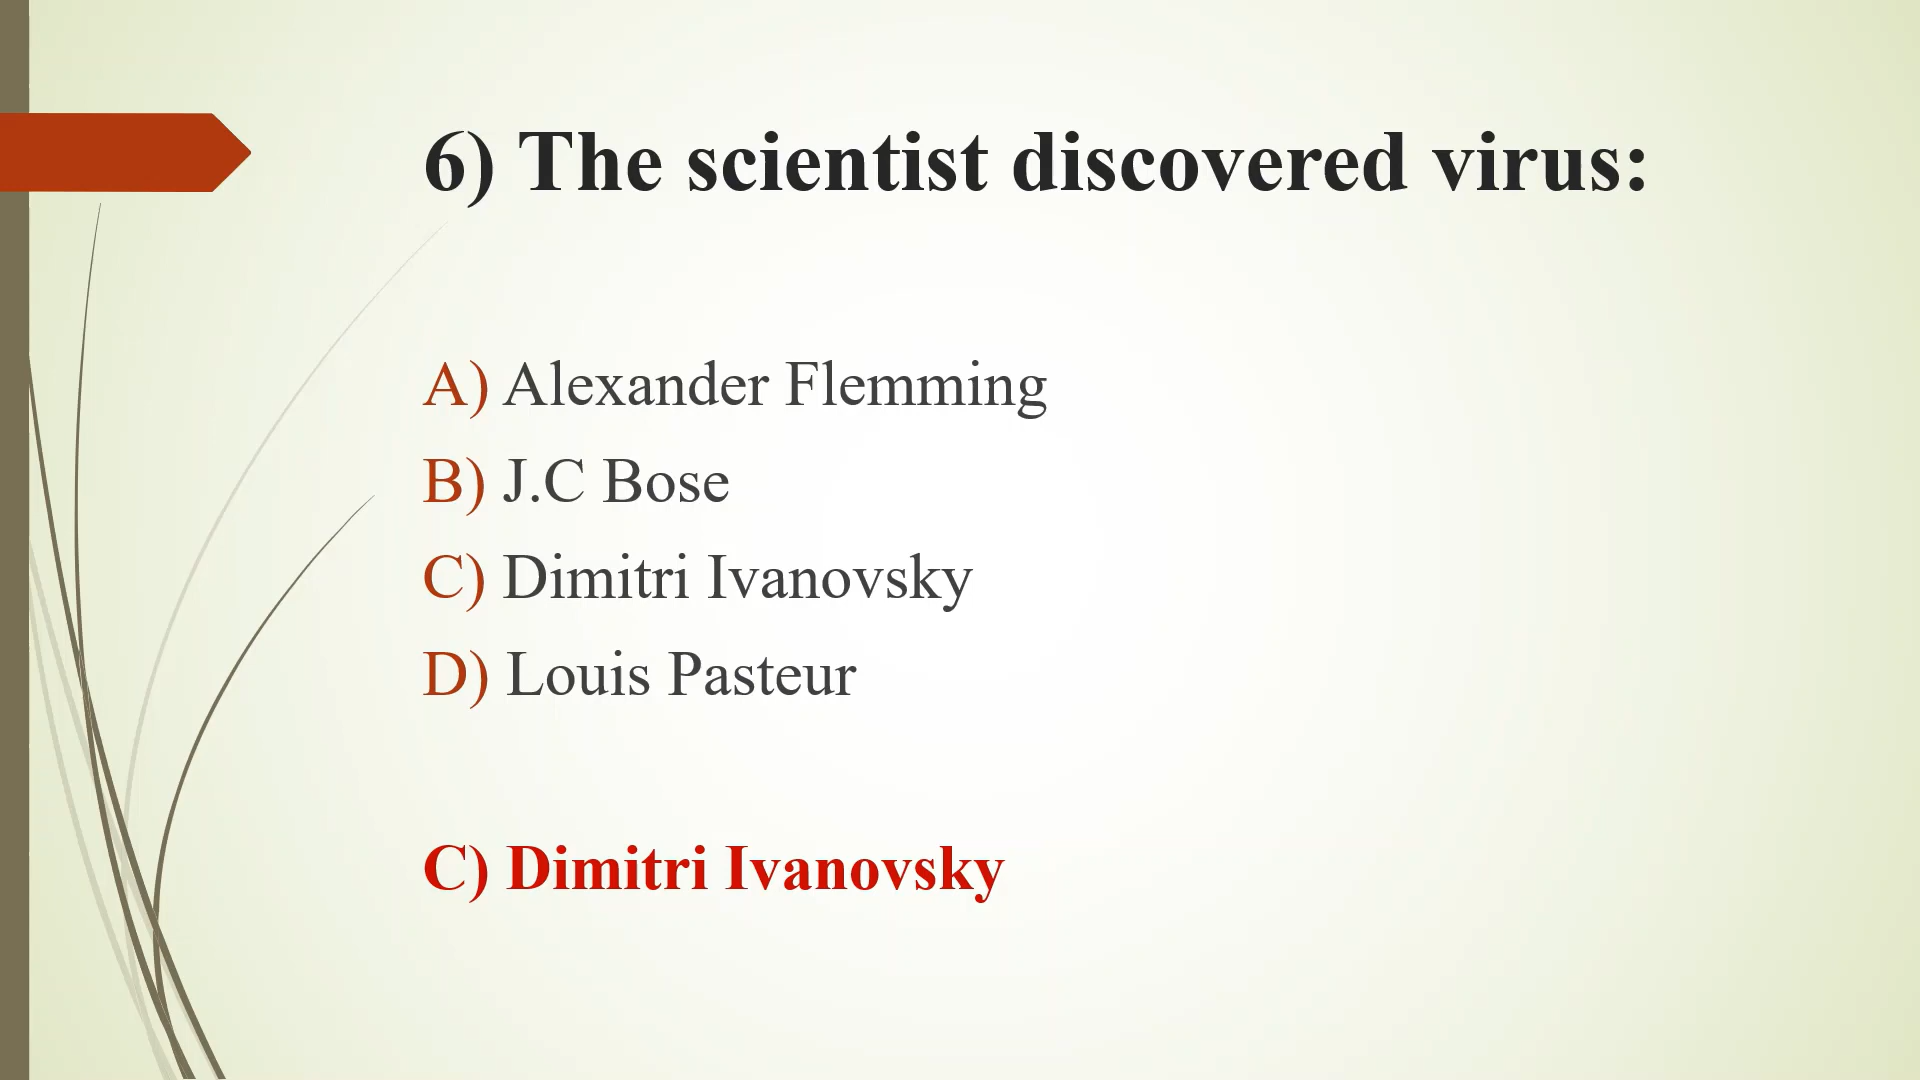 6) The scientist discovered virus:
A) Alexander Flemming
B) J.C Bose
C) Dimitri Ivanovsky
D) Louis Pasteur
C) Dimitri Ivanovsky